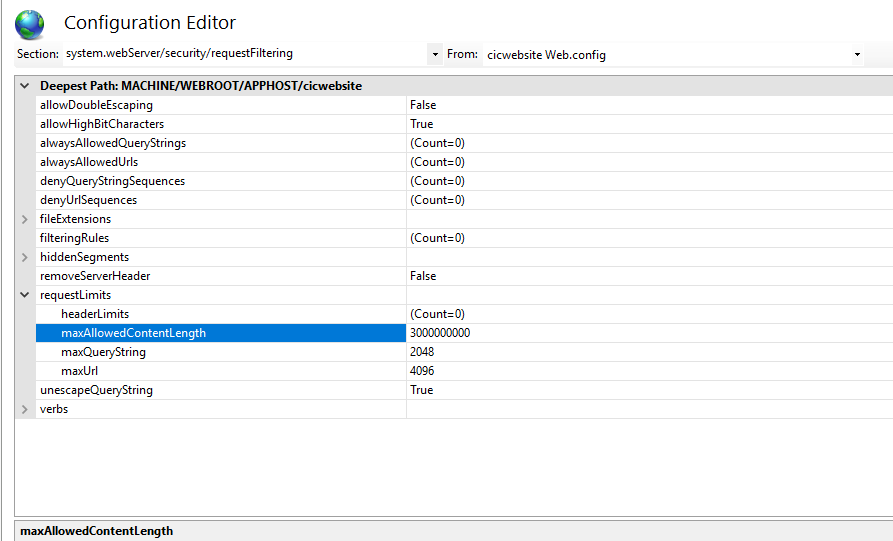 Configuration Editor
Section: system.webServer/security/requestFiltering From: cicwebsite Web.config
Deepest Path: MACHINE/WEBROOT/APPHOST/cicwebsite
allowDoubleEscaping False
allowHighBitCharacters True
alwaysAllowedQueryStrings (Count=0)
alwaysAllowedUrls (Count=0)
denyQueryStringSequences (Count=0)
denyUrlSequences (Count=0)
fileExtensions
filteringRules (Count=0)
hiddenSegments
removeServerHeader False
requestLimits
headerLimits (Count=0)
maxAllowedContentLength 3000000000
maxQueryString 2048
maxUrl 4096
unescapeQueryString True
verbs
maxAllowedContentLength